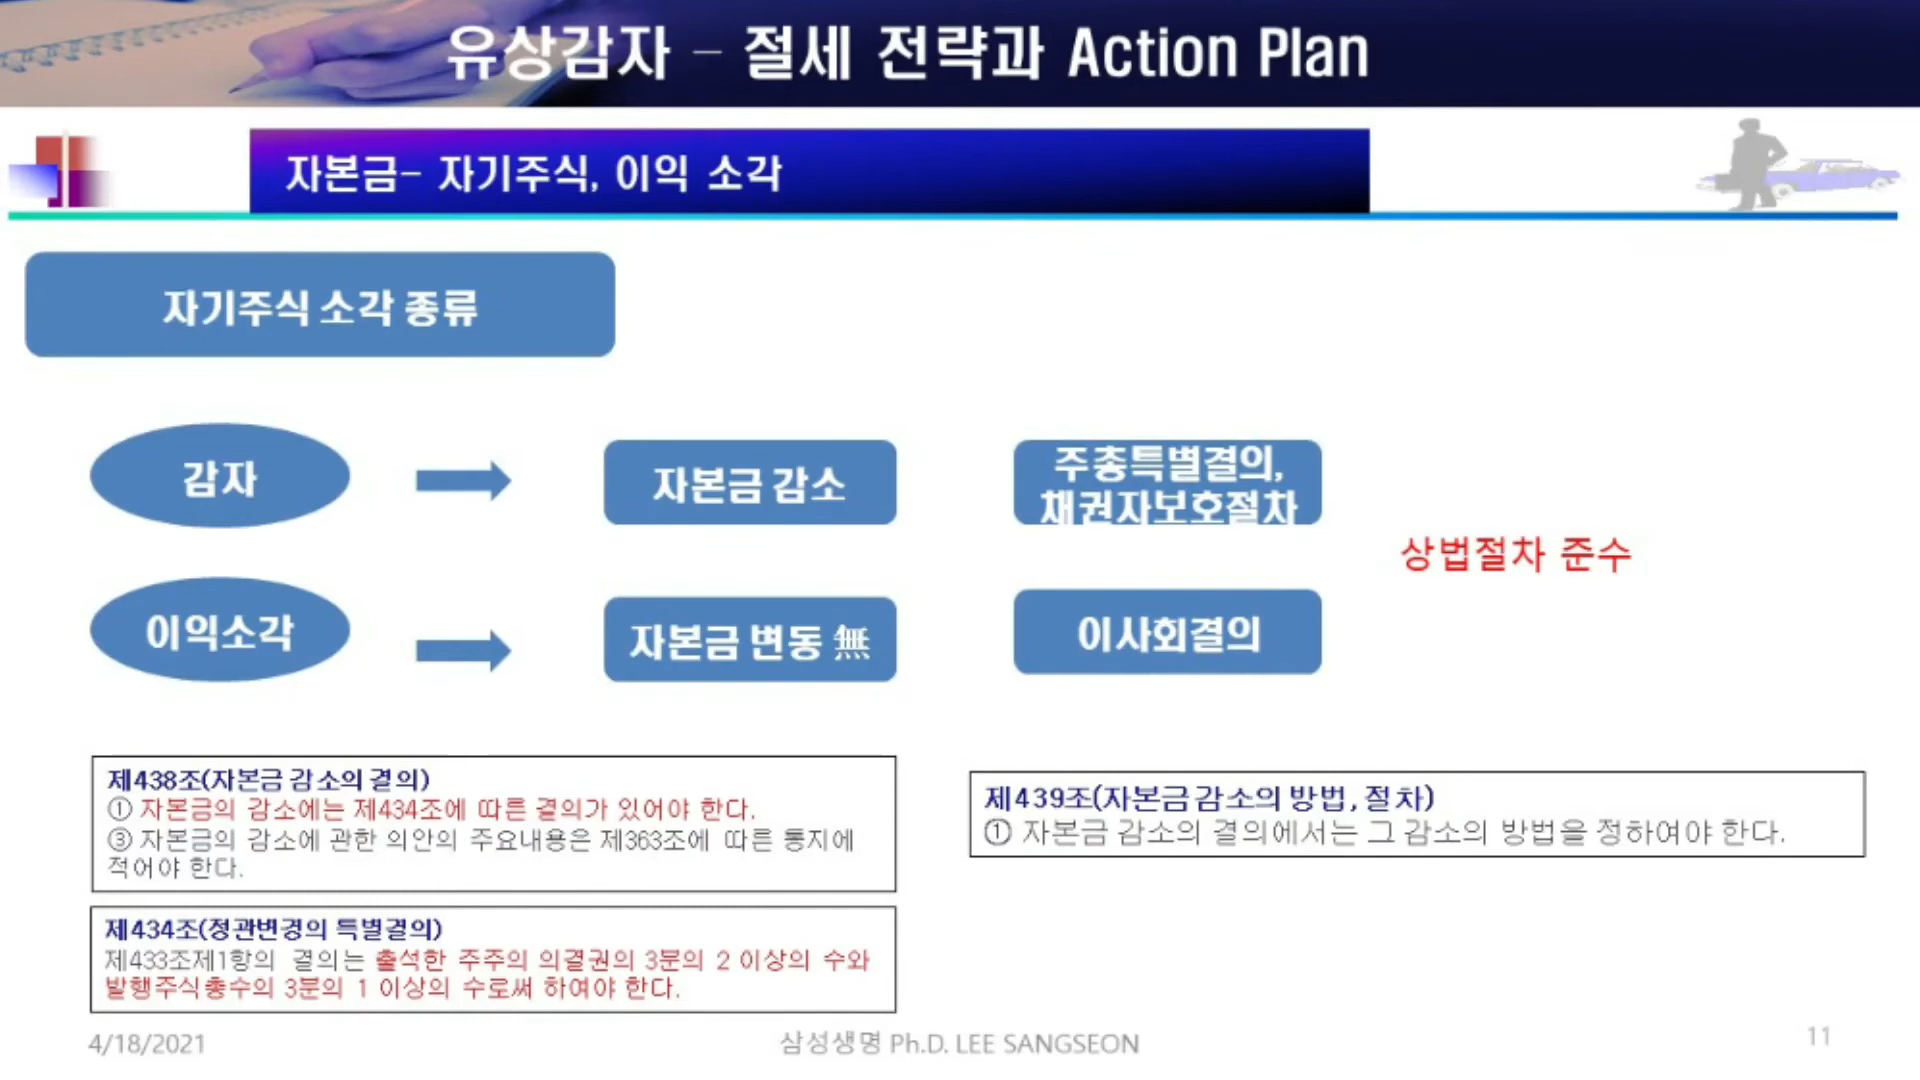 유상감자 – 절세 전략과 Action Plan
자본금- 자기주식, 이익 소각
자기주식 소각 종류
감자
자본금 감소
주총특별결의,
채권자보호절차
상법절차 준수
이익소각
자본금 변동 無
이사회결의
제438조(자본금 감소의 결의)
① 자본금의 감소에는 제434조에 따른 결의가 있어야 한다.
③ 자본금의 감소에 관한 의안의 주요내용은 제363조에 따른 통지에
적어야 한다.
제439조(자본금 감소의 방법, 절차)
① 자본금 감소의 결의에서는 그 감소의 방법을 정하여야 한다.
제434조(정관변경의 특별결의)
제433조제1항의 결의는 출석한 주주의 의결권의 3분의 2 이상의 수와
발행주식총수의 3분의 1 이상의 수로써 하여야 한다.
4/18/2021
삼성생명 Ph.D. LEE SANGSEON
11